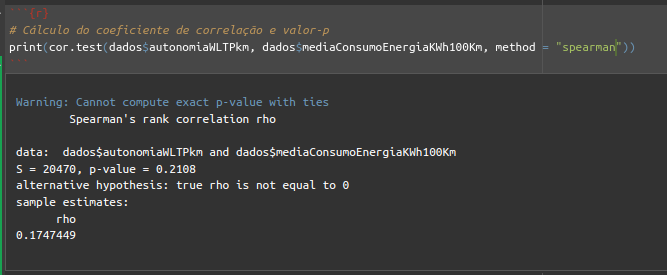 ```{r}
# Cálculo do coeficiente de correlação e valor-p
print(cor.test(dados$autonomiaWLTPkm, dados$mediaConsumoEnergiaKWh100Km, method = "spearman"))
```
Warning: Cannot compute exact p-value with ties
Spearman's rank correlation rho
data:  dados$autonomiaWLTPkm and dados$mediaConsumoEnergiaKWh100Km
S = 20470, p-value = 0.2108
alternative hypothesis: true rho is not equal to 0
sample estimates:
rho
0.1747449